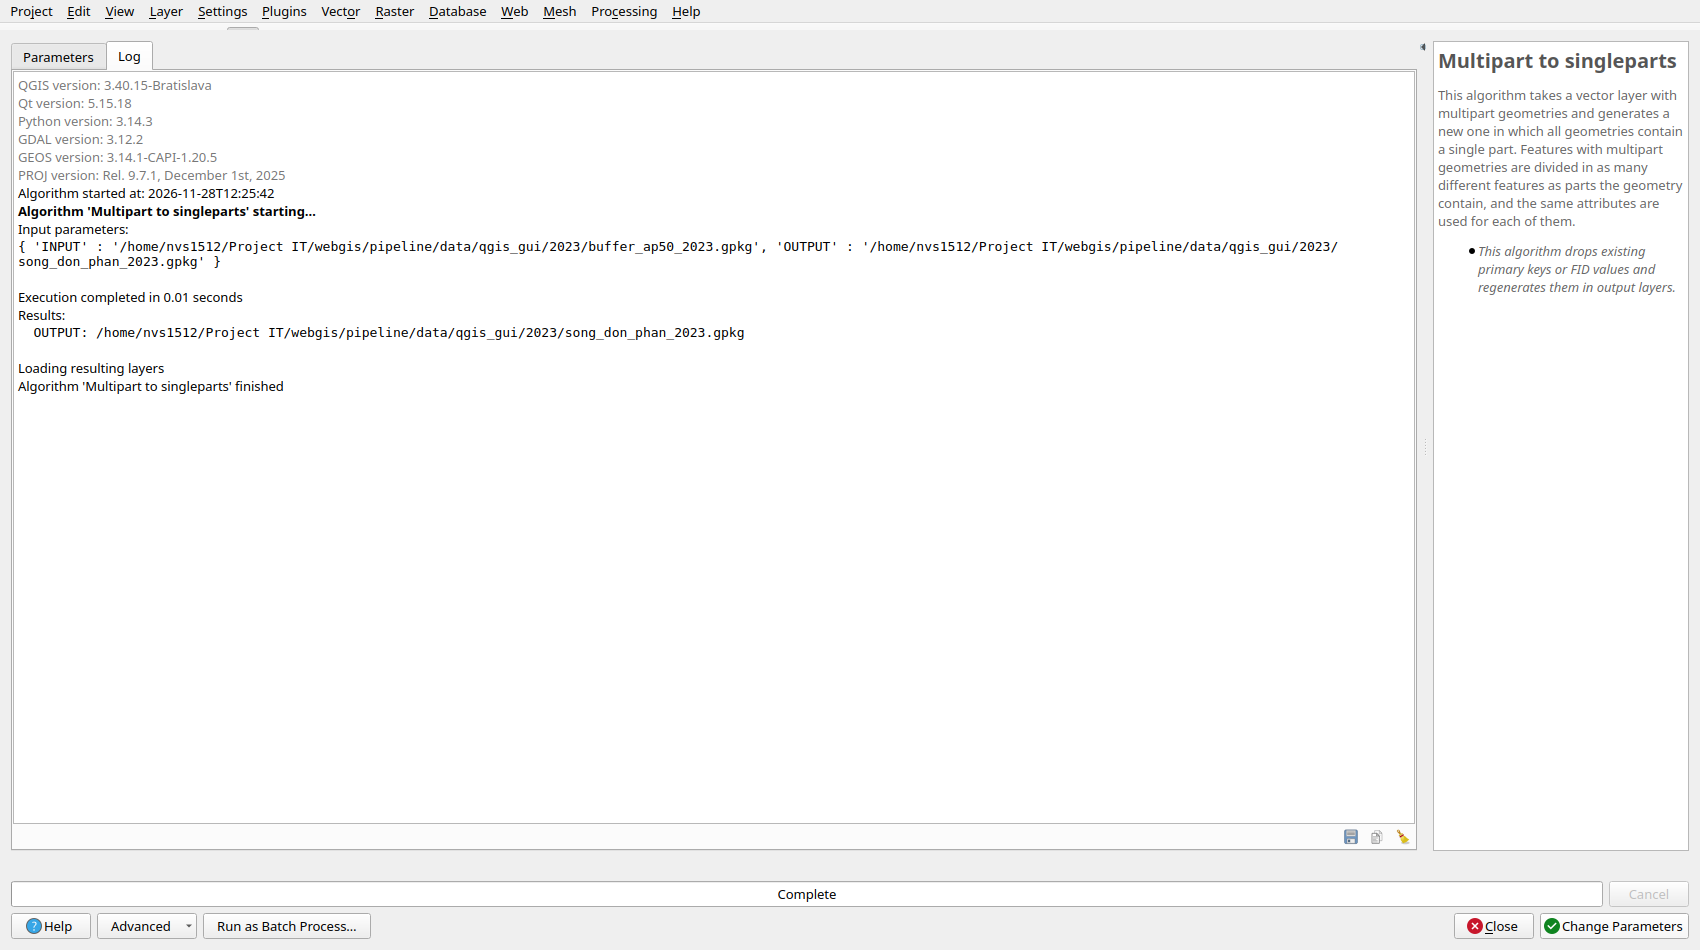 Project Edit View Layer Settings Plugins Vector Raster Database Web Mesh Processing Help
Parameters Log
QGIS version: 3.40.15-Bratislava
Qt version: 5.15.18
Python version: 3.14.3
GDAL version: 3.12.2
GEOS version: 3.14.1-CAPI-1.20.5
PROJ version: Rel. 9.7.1, December 1st, 2025
Algorithm started at: 2026-11-28T12:25:42
Algorithm 'Multipart to singleparts' starting...
Input parameters:
{ 'INPUT' : '/home/nvs1512/Project IT/webgis/pipeline/data/qgis_gui/2023/buffer_ap50_2023.gpkg', 'OUTPUT' : '/home/nvs1512/Project IT/webgis/pipeline/data/qgis_gui/2023/
song_don_phan_2023.gpkg' }
Execution completed in 0.01 seconds
Results:
OUTPUT: /home/nvs1512/Project IT/webgis/pipeline/data/qgis_gui/2023/song_don_phan_2023.gpkg
Loading resulting layers
Algorithm 'Multipart to singleparts' finished
Multipart to singleparts
This algorithm takes a vector layer with
multipart geometries and generates a
new one in which all geometries contain
a single part. Features with multipart
geometries are divided in as many
different features as parts the geometry
contain, and the same attributes are
used for each of them.
This algorithm drops existing
primary keys or FID values and
regenerates them in output layers.
Complete
Cancel
Help Advanced Run as Batch Process... Close Change Parameters